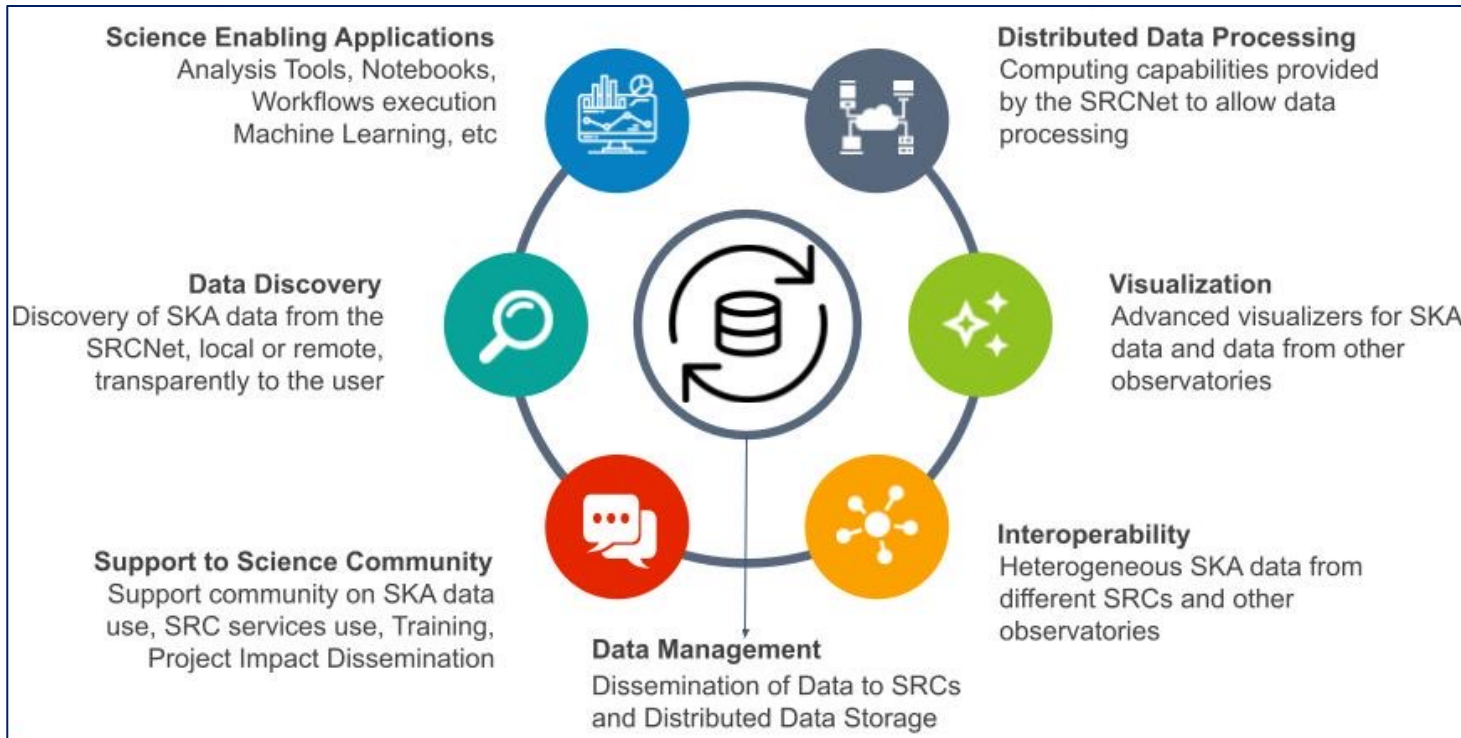 Science Enabling Applications
Analysis Tools, Notebooks,
Workflows execution
Machine Learning, etc
Distributed Data Processing
Computing capabilities provided
by the SRCNet to allow data
processing
Data Discovery
Discovery of SKA data from the
SRCNet, local or remote,
transparently to the user
Visualization
Advanced visualizers for SKA
data and data from other
observatories
Support to Science Community
Support community on SKA data
use, SRC services use, Training,
Project Impact Dissemination
Interoperability
Heterogeneous SKA data from
different SRCs and other
observatories
Data Management
Dissemination of Data to SRCs
and Distributed Data Storage